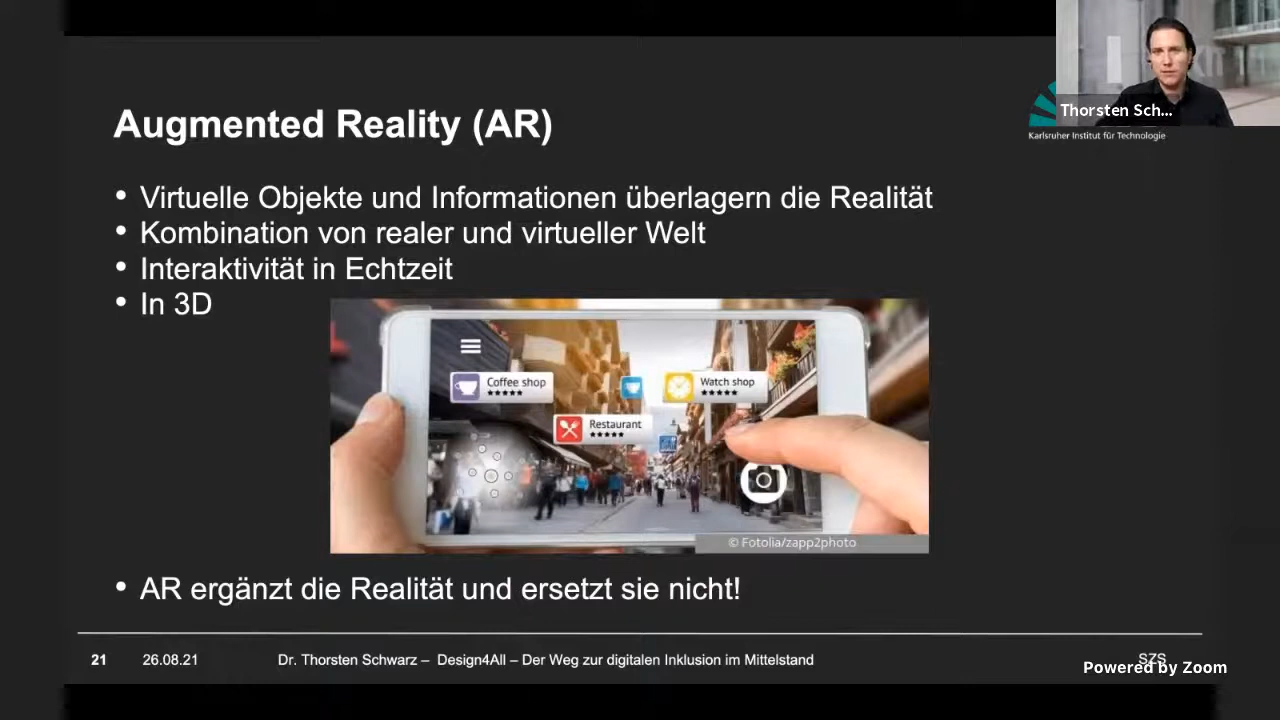 Thorsten Sch...
Karlsruher Institut für Technologie
Augmented Reality (AR)
• Virtuelle Objekte und Informationen überlagern die Realität
• Kombination von realer und virtueller Welt
• Interaktivität in Echtzeit
• In 3D
Coffee shop
★★★★★
Watch shop
★★★★★
Restaurant
★★★★★
© Fotolia/zapp2photo
• AR ergänzt die Realität und ersetzt sie nicht!
21 26.08.21 Dr. Thorsten Schwarz – Design4All – Der Weg zur digitalen Inklusion im Mittelstand SZS
Powered by Zoom